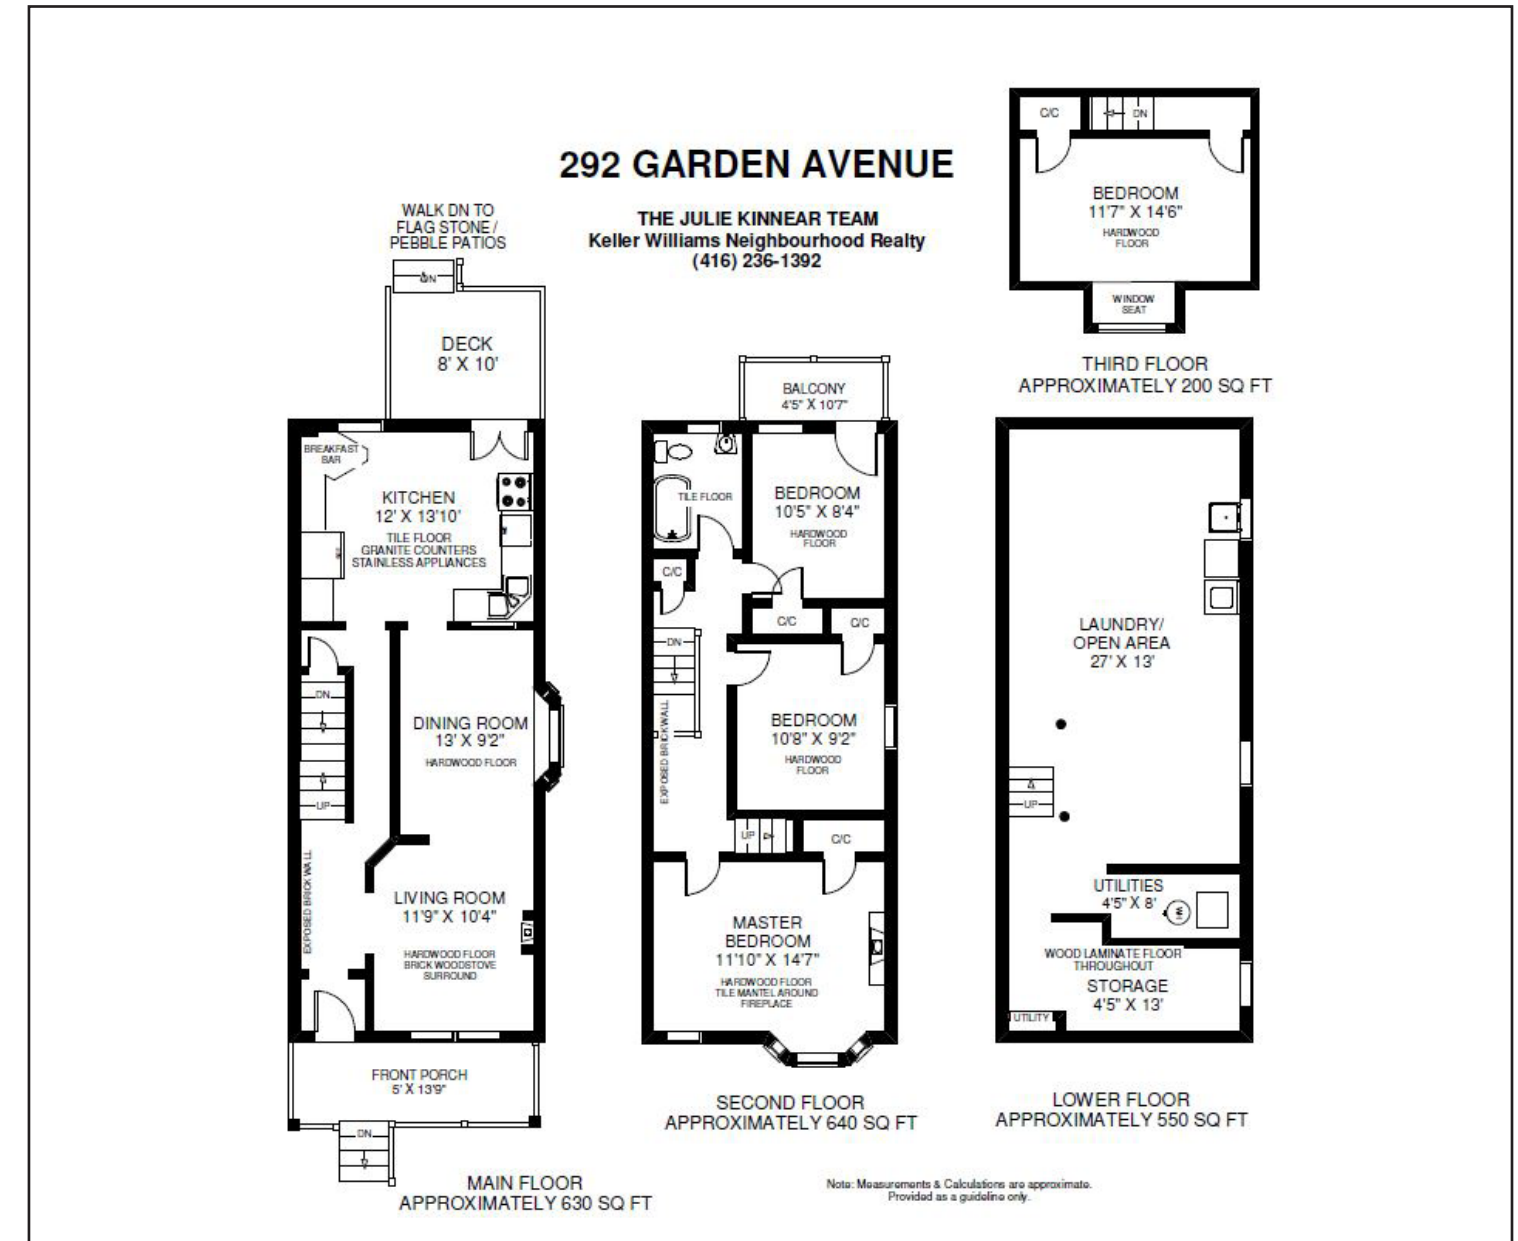 292 GARDEN AVENUE
THE JULIE KINNEAR TEAM
Keller Williams Neighbourhood Realty
(416) 236-1392
WALK DN TO
FLAG STONE /
PEBBLE PATIOS
DN
DECK
8' X 10'
BREAKFAST
BAR
KITCHEN
12' X 13'10'
TILE FLOOR
GRANITE COUNTERS
STAINLESS APPLIANCES
DN
UP
DINING ROOM
13' X 9'2"
HARDWOOD FLOOR
EXPOSED BRICK WALL
LIVING ROOM
11'9" X 10'4"
HARDWOOD FLOOR
BRICK WOODSTOVE
SURROUND
FRONT PORCH
5' X 13'9"
DN
MAIN FLOOR
APPROXIMATELY 630 SQ FT
BALCONY
4'5" X 10'7"
TILE FLOOR
BEDROOM
10'5" X 8'4"
HARDWOOD
FLOOR
C/C
C/C
C/C
DN
EXPOSED BRICK WALL
BEDROOM
10'8" X 9'2"
HARDWOOD
FLOOR
UP
C/C
MASTER
BEDROOM
11'10" X 14'7"
HARDWOOD FLOOR
TILE MANTEL AROUND
FIREPLACE
SECOND FLOOR
APPROXIMATELY 640 SQ FT
C/C
DN
BEDROOM
11'7" X 14'6"
HARDWOOD
FLOOR
WINDOW
SEAT
THIRD FLOOR
APPROXIMATELY 200 SQ FT
LAUNDRY/
OPEN AREA
27' X 13'
UP
UTILITIES
4'5" X 8'
WH
WOOD LAMINATE FLOOR
THROUGHOUT
STORAGE
4'5" X 13'
UTILITY
LOWER FLOOR
APPROXIMATELY 550 SQ FT
Note: Measurements & Calculations are approximate.
Provided as a guideline only.